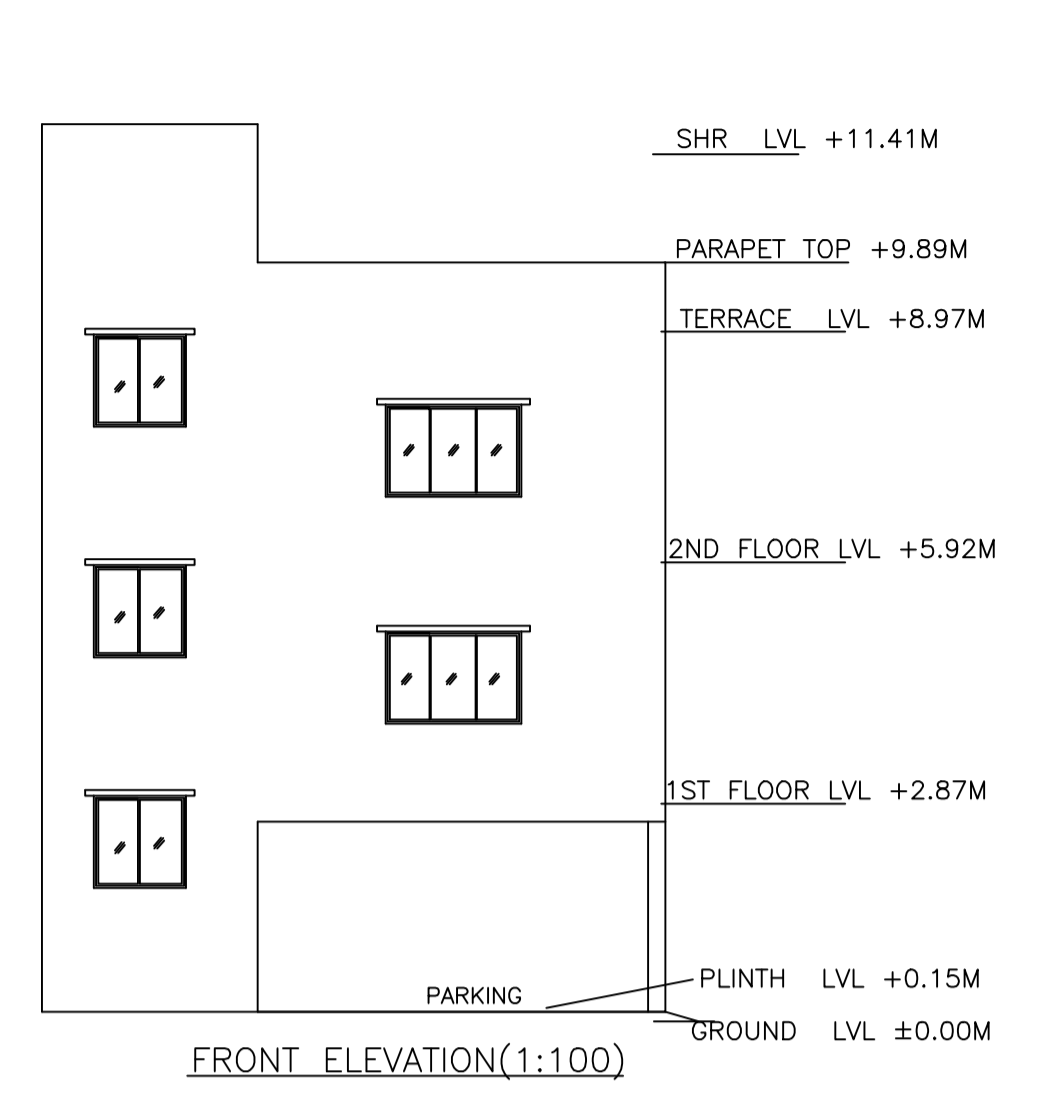 SHR LVL +11.41M
PARAPET TOP +9.89M
TERRACE LVL +8.97M
2ND FLOOR LVL +5.92M
1ST FLOOR LVL +2.87M
PLINTH LVL +0.15M
PARKING
GROUND LVL ±0.00M
FRONT ELEVATION(1:100)